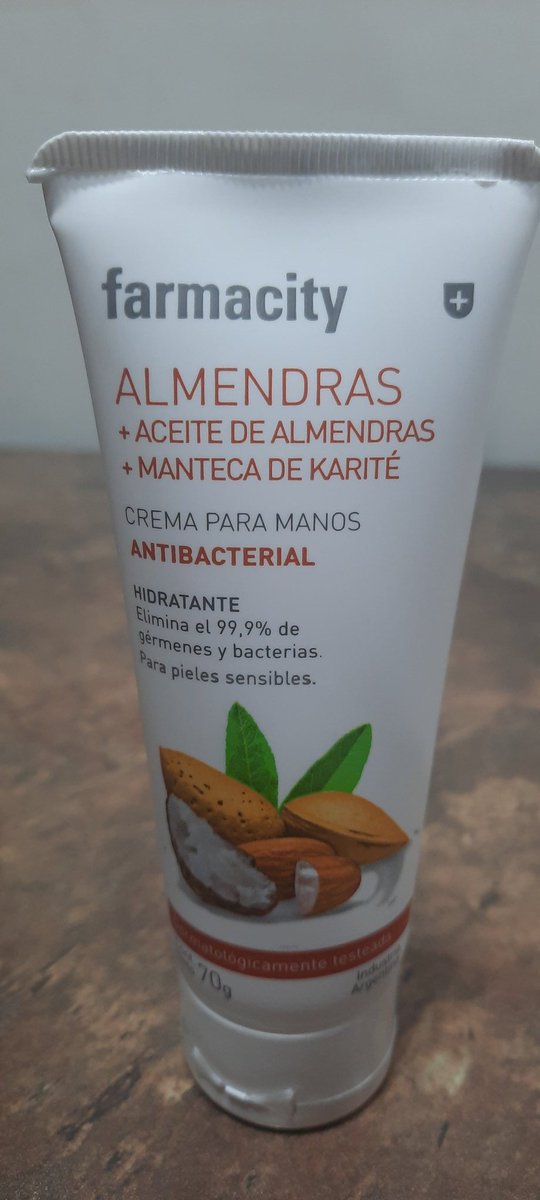 farmacity
ALMENDRAS
+ ACEITE DE ALMENDRAS
+ MANTECA DE KARITÉ
CREMA PARA MANOS
ANTIBACTERIAL
HIDRATANTE
Elimina el 99,9% de
gérmenes y bacterias.
Para pieles sensibles.
testeada
70g
Argentina